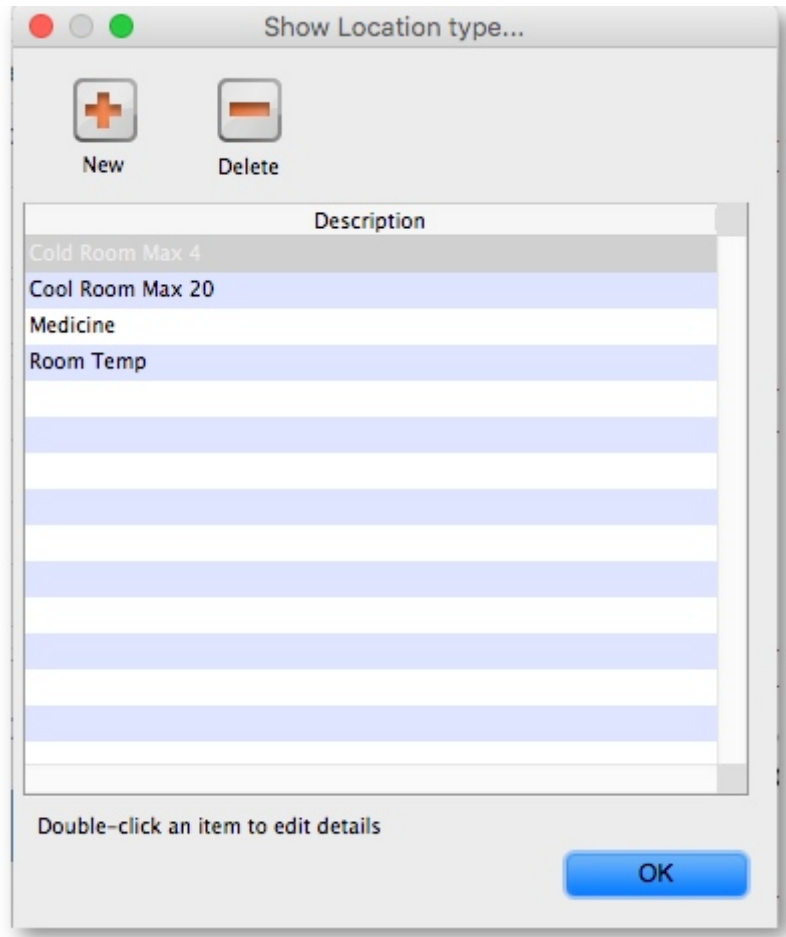 Show Location type...
New Delete
Description
Cold Room Max 4
Cool Room Max 20
Medicine
Room Temp
Double-click an item to edit details
OK